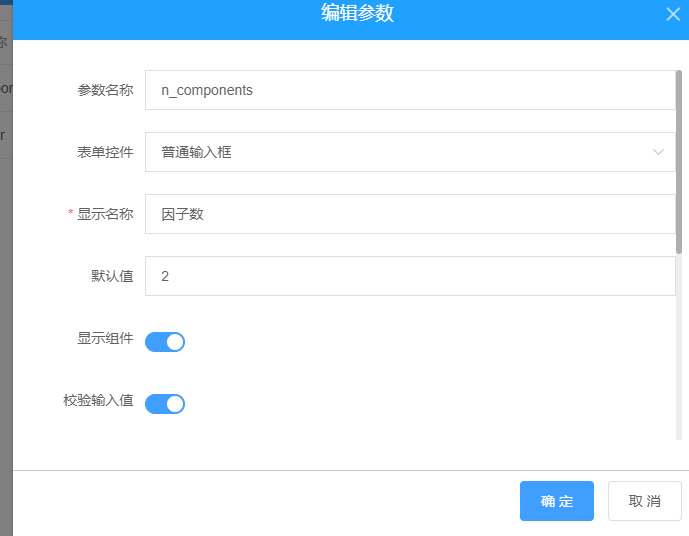 编辑参数
参数名称 n_components
表单控件 普通输入框
* 显示名称 因子数
默认值 2
显示组件
校验输入值
确定 取消